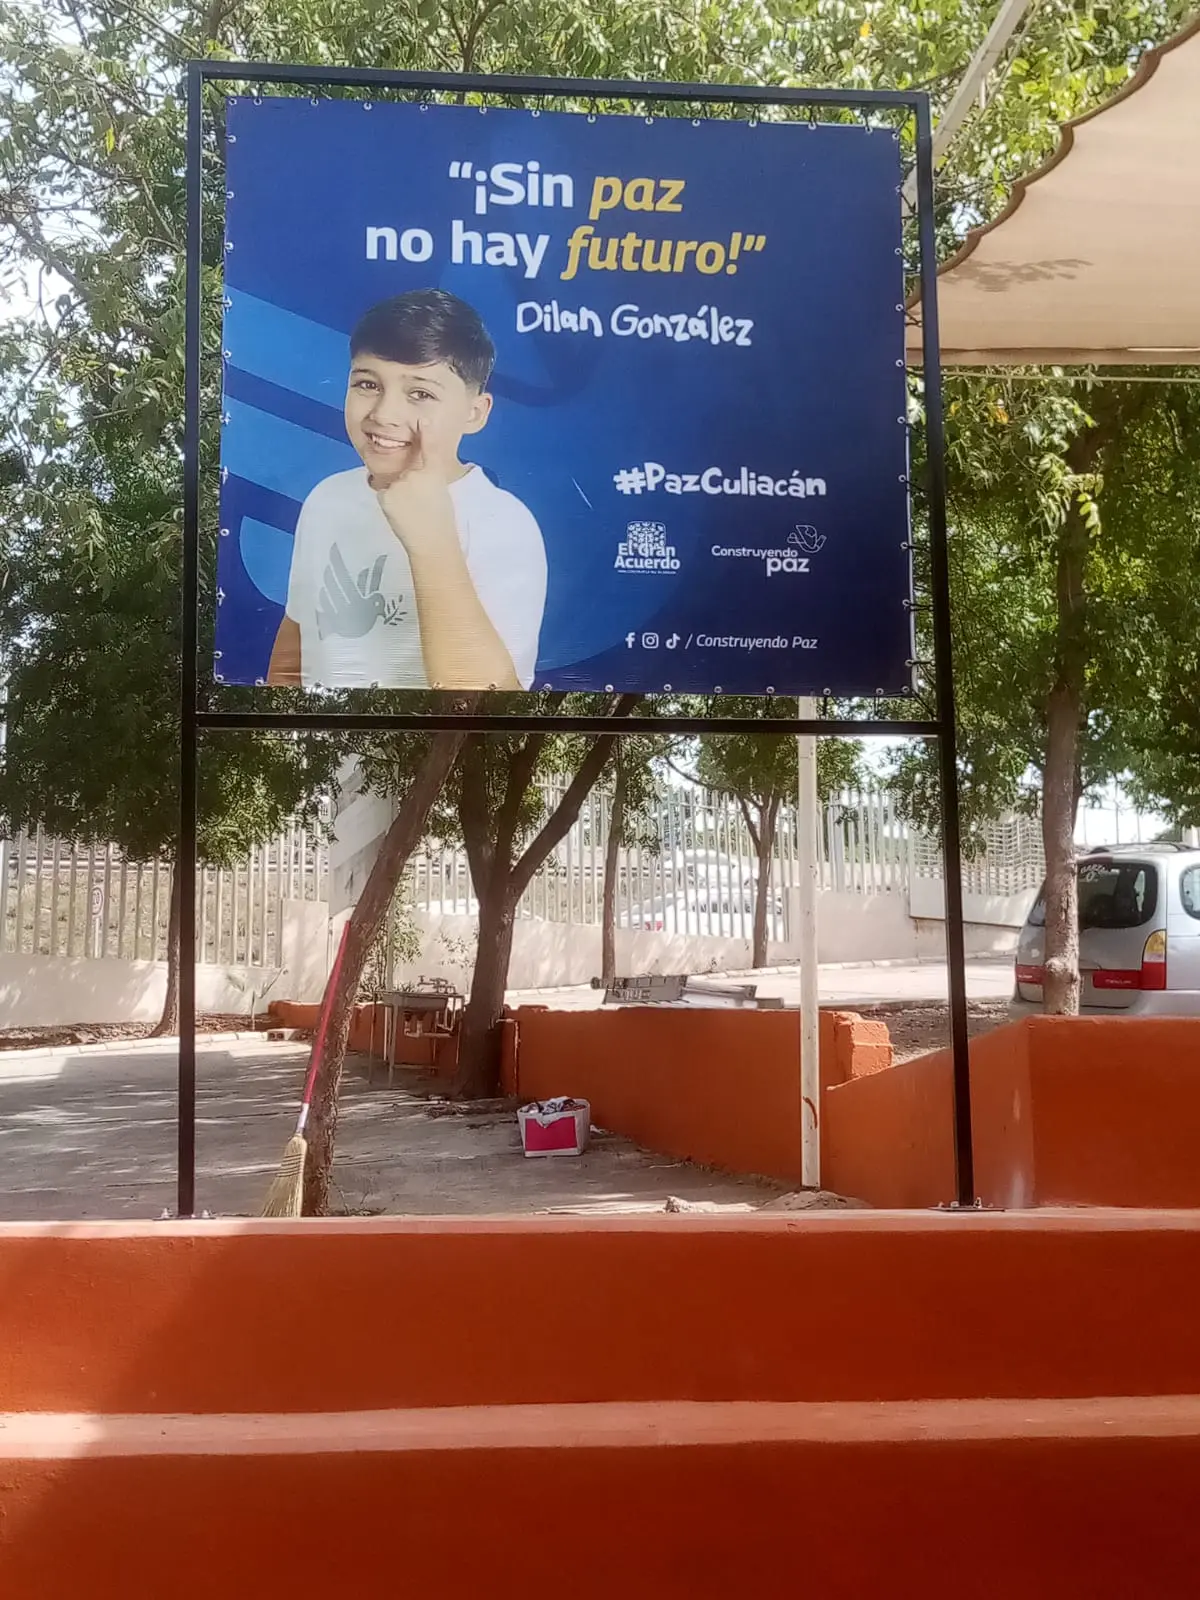 “¡Sin paz
no hay futuro!”
Dilan González
#PazCuliacán
El Gran
Acuerdo
Construyendo
paz
/ Construyendo Paz